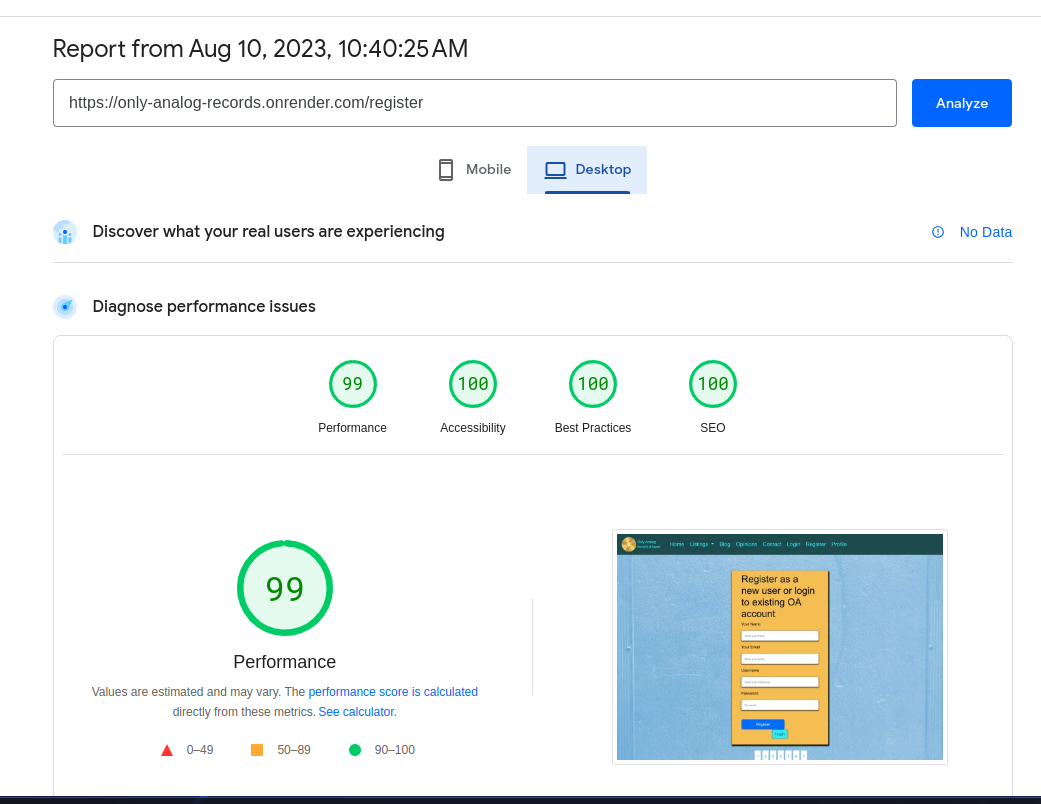 Report from Aug 10, 2023, 10:40:25 AM
https://only-analog-records.onrender.com/register
Analyze
Mobile
Desktop
Discover what your real users are experiencing
No Data
Diagnose performance issues
99
100
100
100
Performance
Accessibility
Best Practices
SEO
99
Performance
Values are estimated and may vary. The performance score is calculated
directly from these metrics. See calculator.
0–49
50–89
90–100
Home Listings Blog Opinions Contact Login Register Profile
Register as a
new user or login
to existing OA
account
Your Name
Your Email
Username
Password
Register
Login